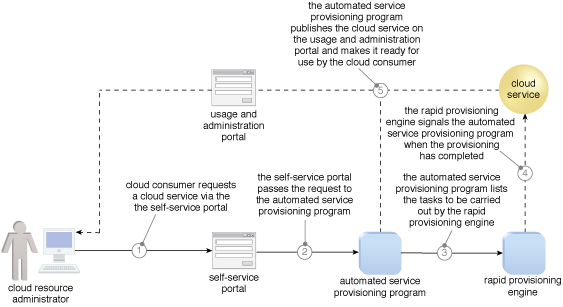 the automated service
provisioning program
publishes the cloud service on
the usage and administration
portal and makes it ready for
use by the cloud consumer
5
cloud
service
usage and
administration
portal
the rapid provisioning
engine signals the automated
service provisioning program
when the provisioning
has completed
4
cloud consumer requests
a cloud service via the
the self-service portal
1
the self-service portal
passes the request to
the automated service
provisioning program
2
the automated service
provisioning program lists
the tasks to be carried
out by the rapid
provisioning engine
3
cloud resource
administrator
self-service
portal
automated service
provisioning program
rapid provisioning
engine